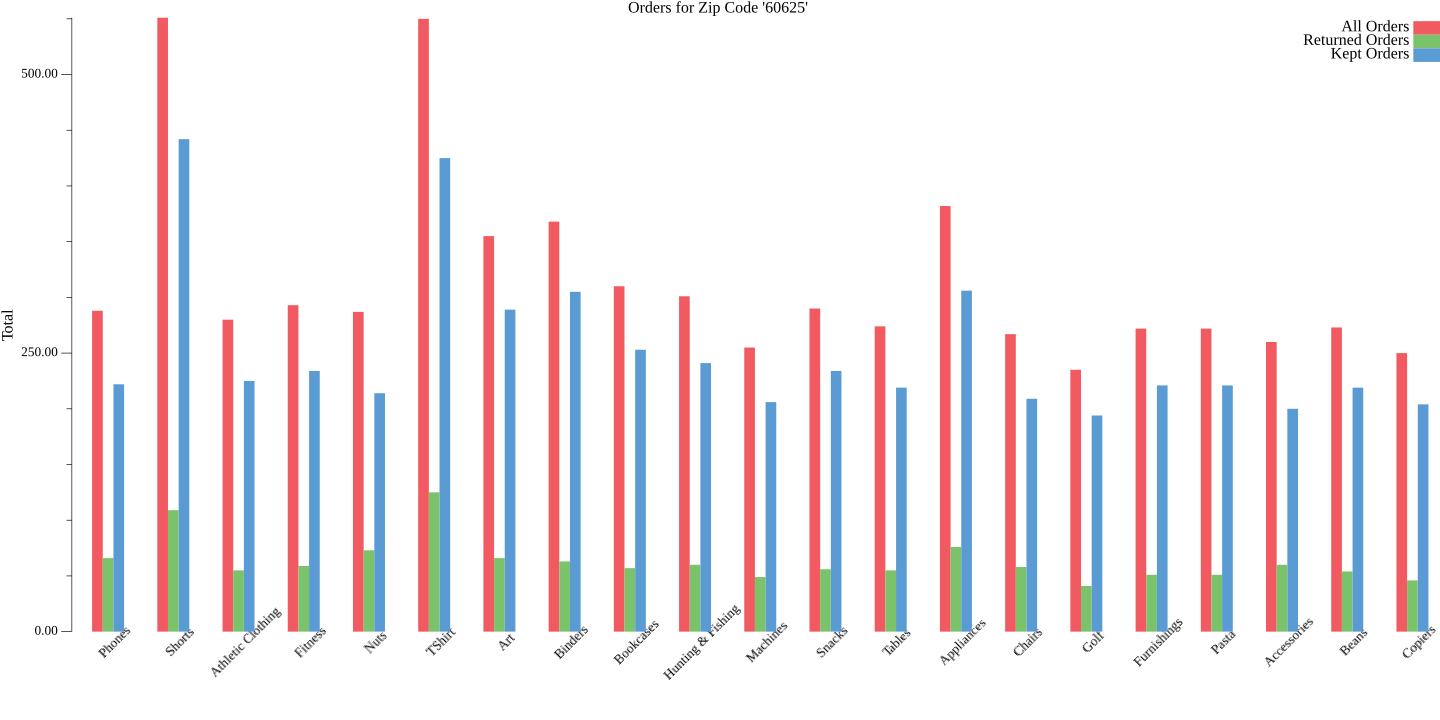 Orders for Zip Code '60625'
All Orders
Returned Orders
Kept Orders
500.00
250.00
0.00
Total
Phones
Shorts
Athletic Clothing
Fitness
Nuts
TShirt
Art
Binders
Bookcases
Hunting & Fishing
Machines
Snacks
Tables
Appliances
Chairs
Golf
Furnishings
Pasta
Accessories
Beans
Copiers